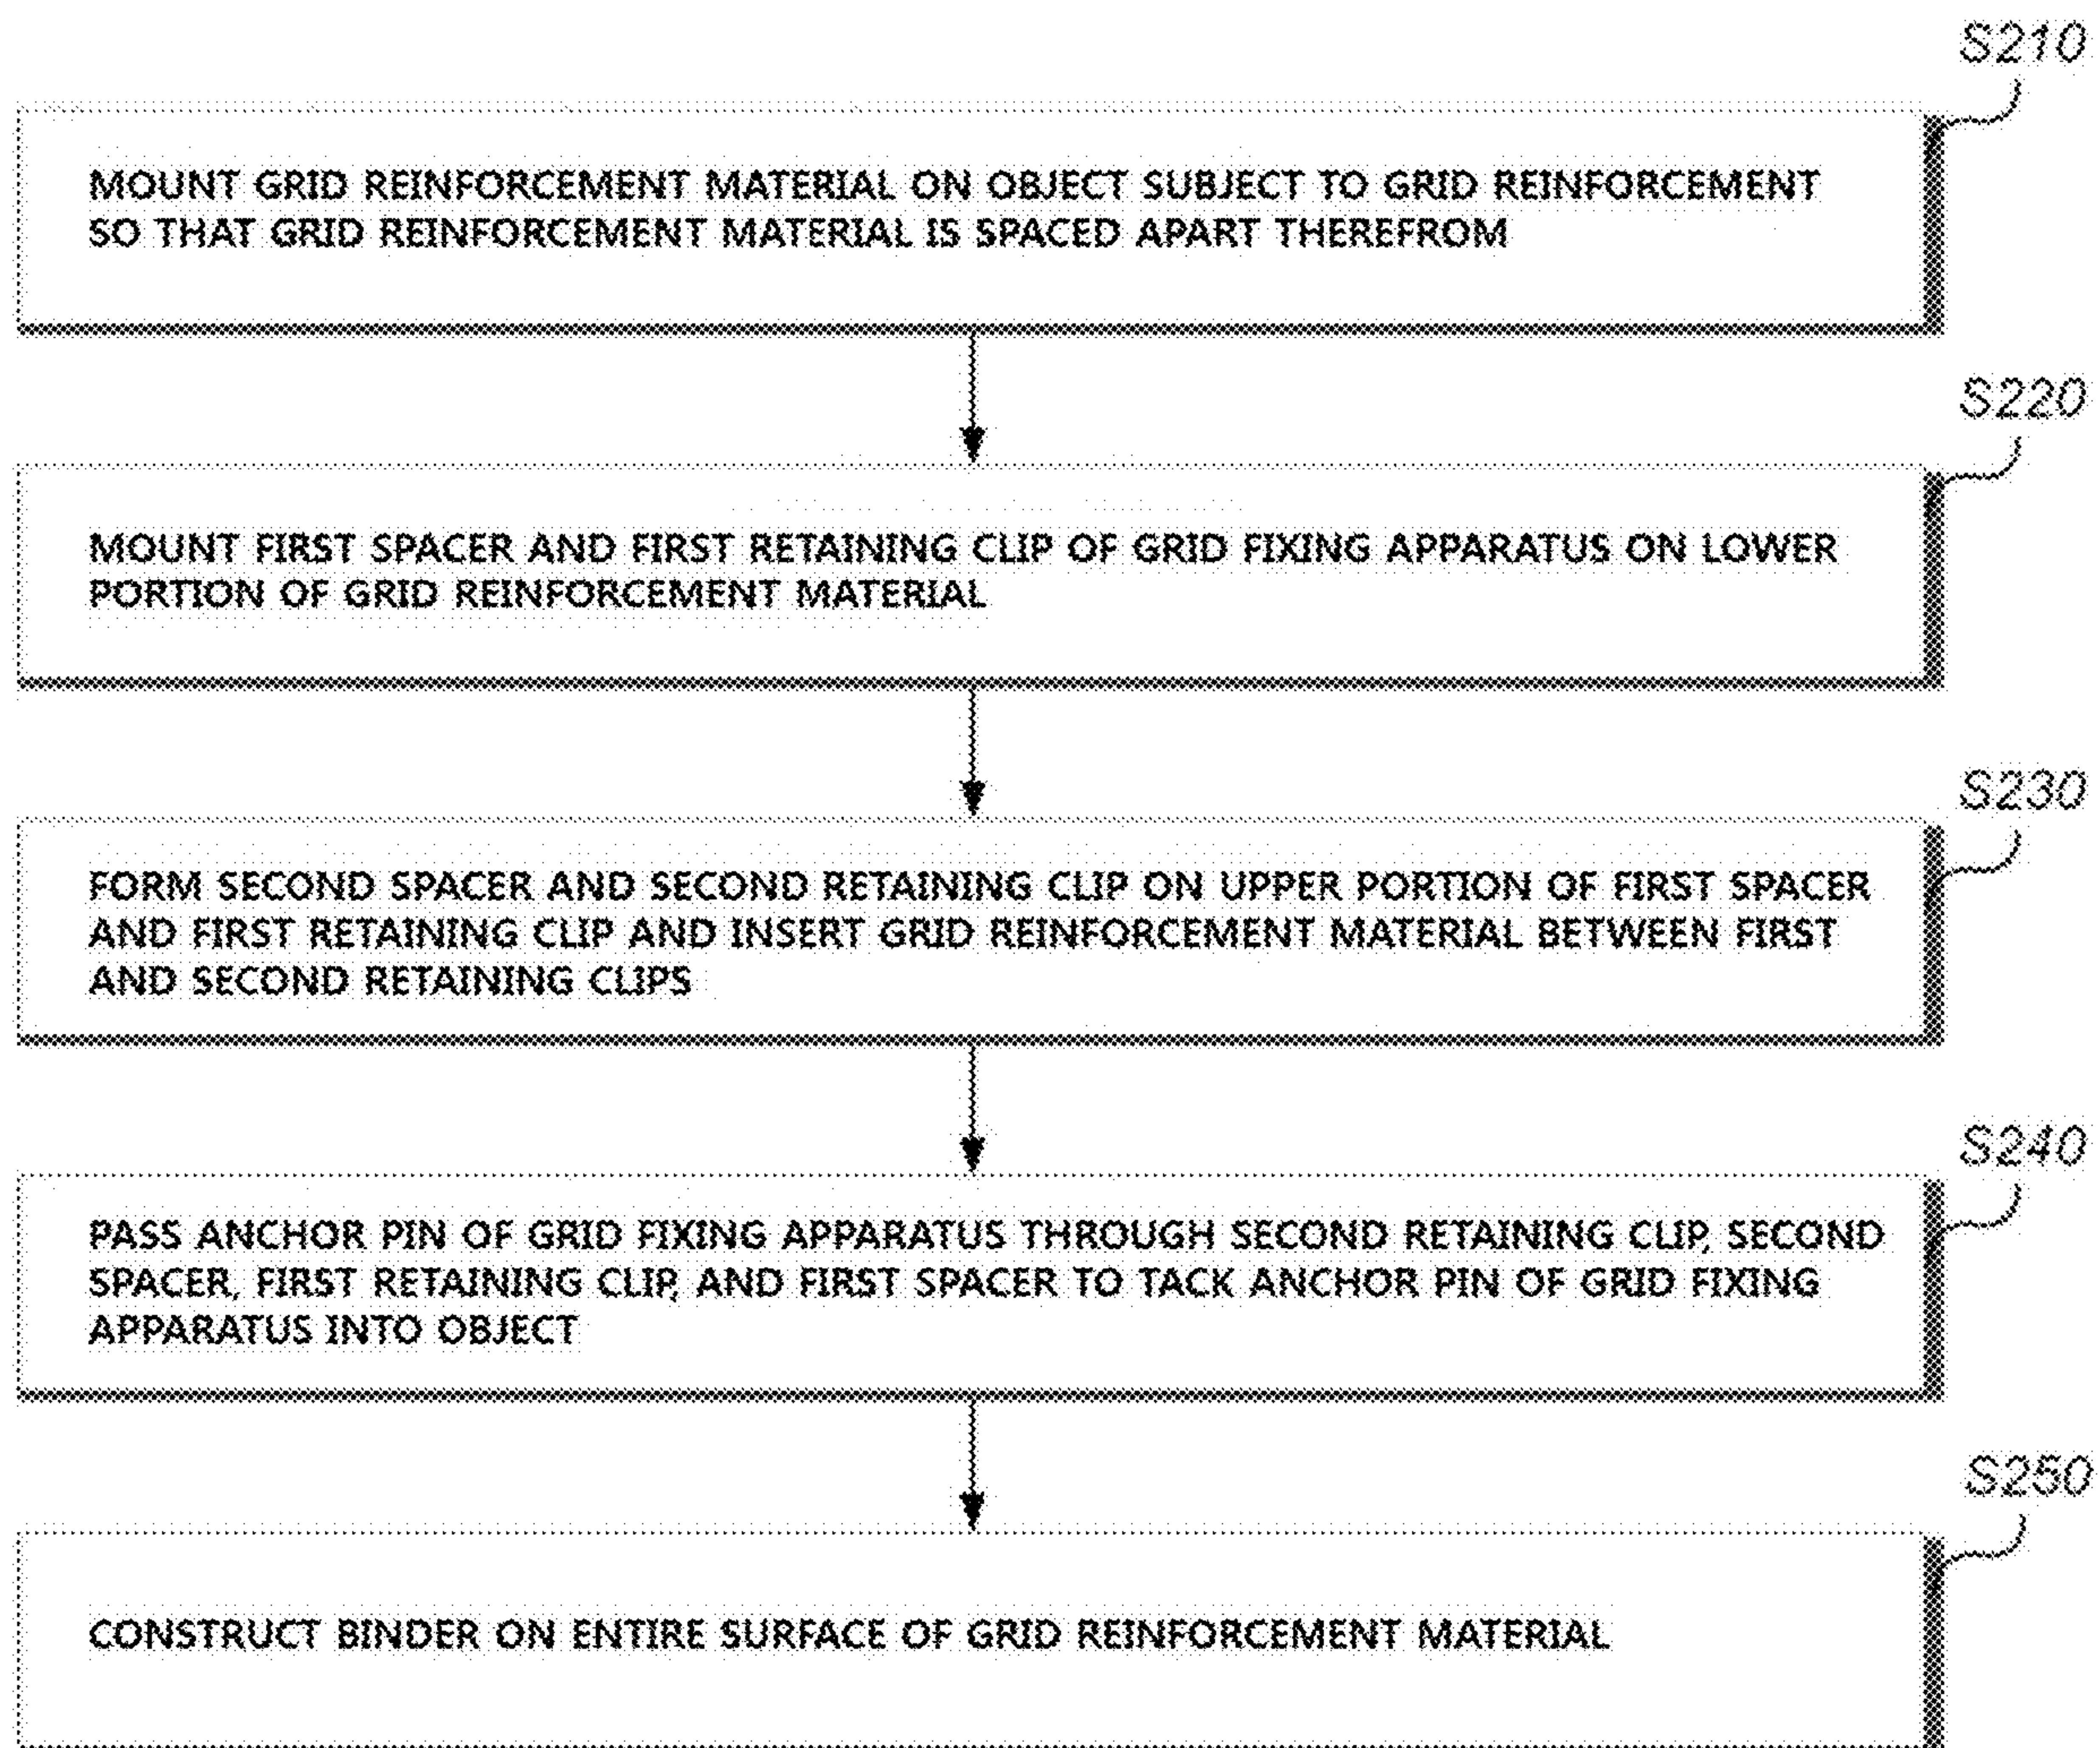 S210
MOUNT GRID REINFORCEMENT MATERIAL ON OBJECT SUBJECT TO GRID REINFORCEMENT
SO THAT GRID REINFORCEMENT MATERIAL IS SPACED APART THEREFROM
S220
MOUNT FIRST SPACER AND FIRST RETAINING CLIP OF GRID FIXING APPARATUS ON LOWER
PORTION OF GRID REINFORCEMENT MATERIAL
S230
FORM SECOND SPACER AND SECOND RETAINING CLIP ON UPPER PORTION OF FIRST SPACER
AND FIRST RETAINING CLIP AND INSERT GRID REINFORCEMENT MATERIAL BETWEEN FIRST
AND SECOND RETAINING CLIPS
S240
PASS ANCHOR PIN OF GRID FIXING APPARATUS THROUGH SECOND RETAINING CLIP, SECOND
SPACER, FIRST RETAINING CLIP, AND FIRST SPACER TO TACK ANCHOR PIN OF GRID FIXING
APPARATUS INTO OBJECT
S250
CONSTRUCT BINDER ON ENTIRE SURFACE OF GRID REINFORCEMENT MATERIAL